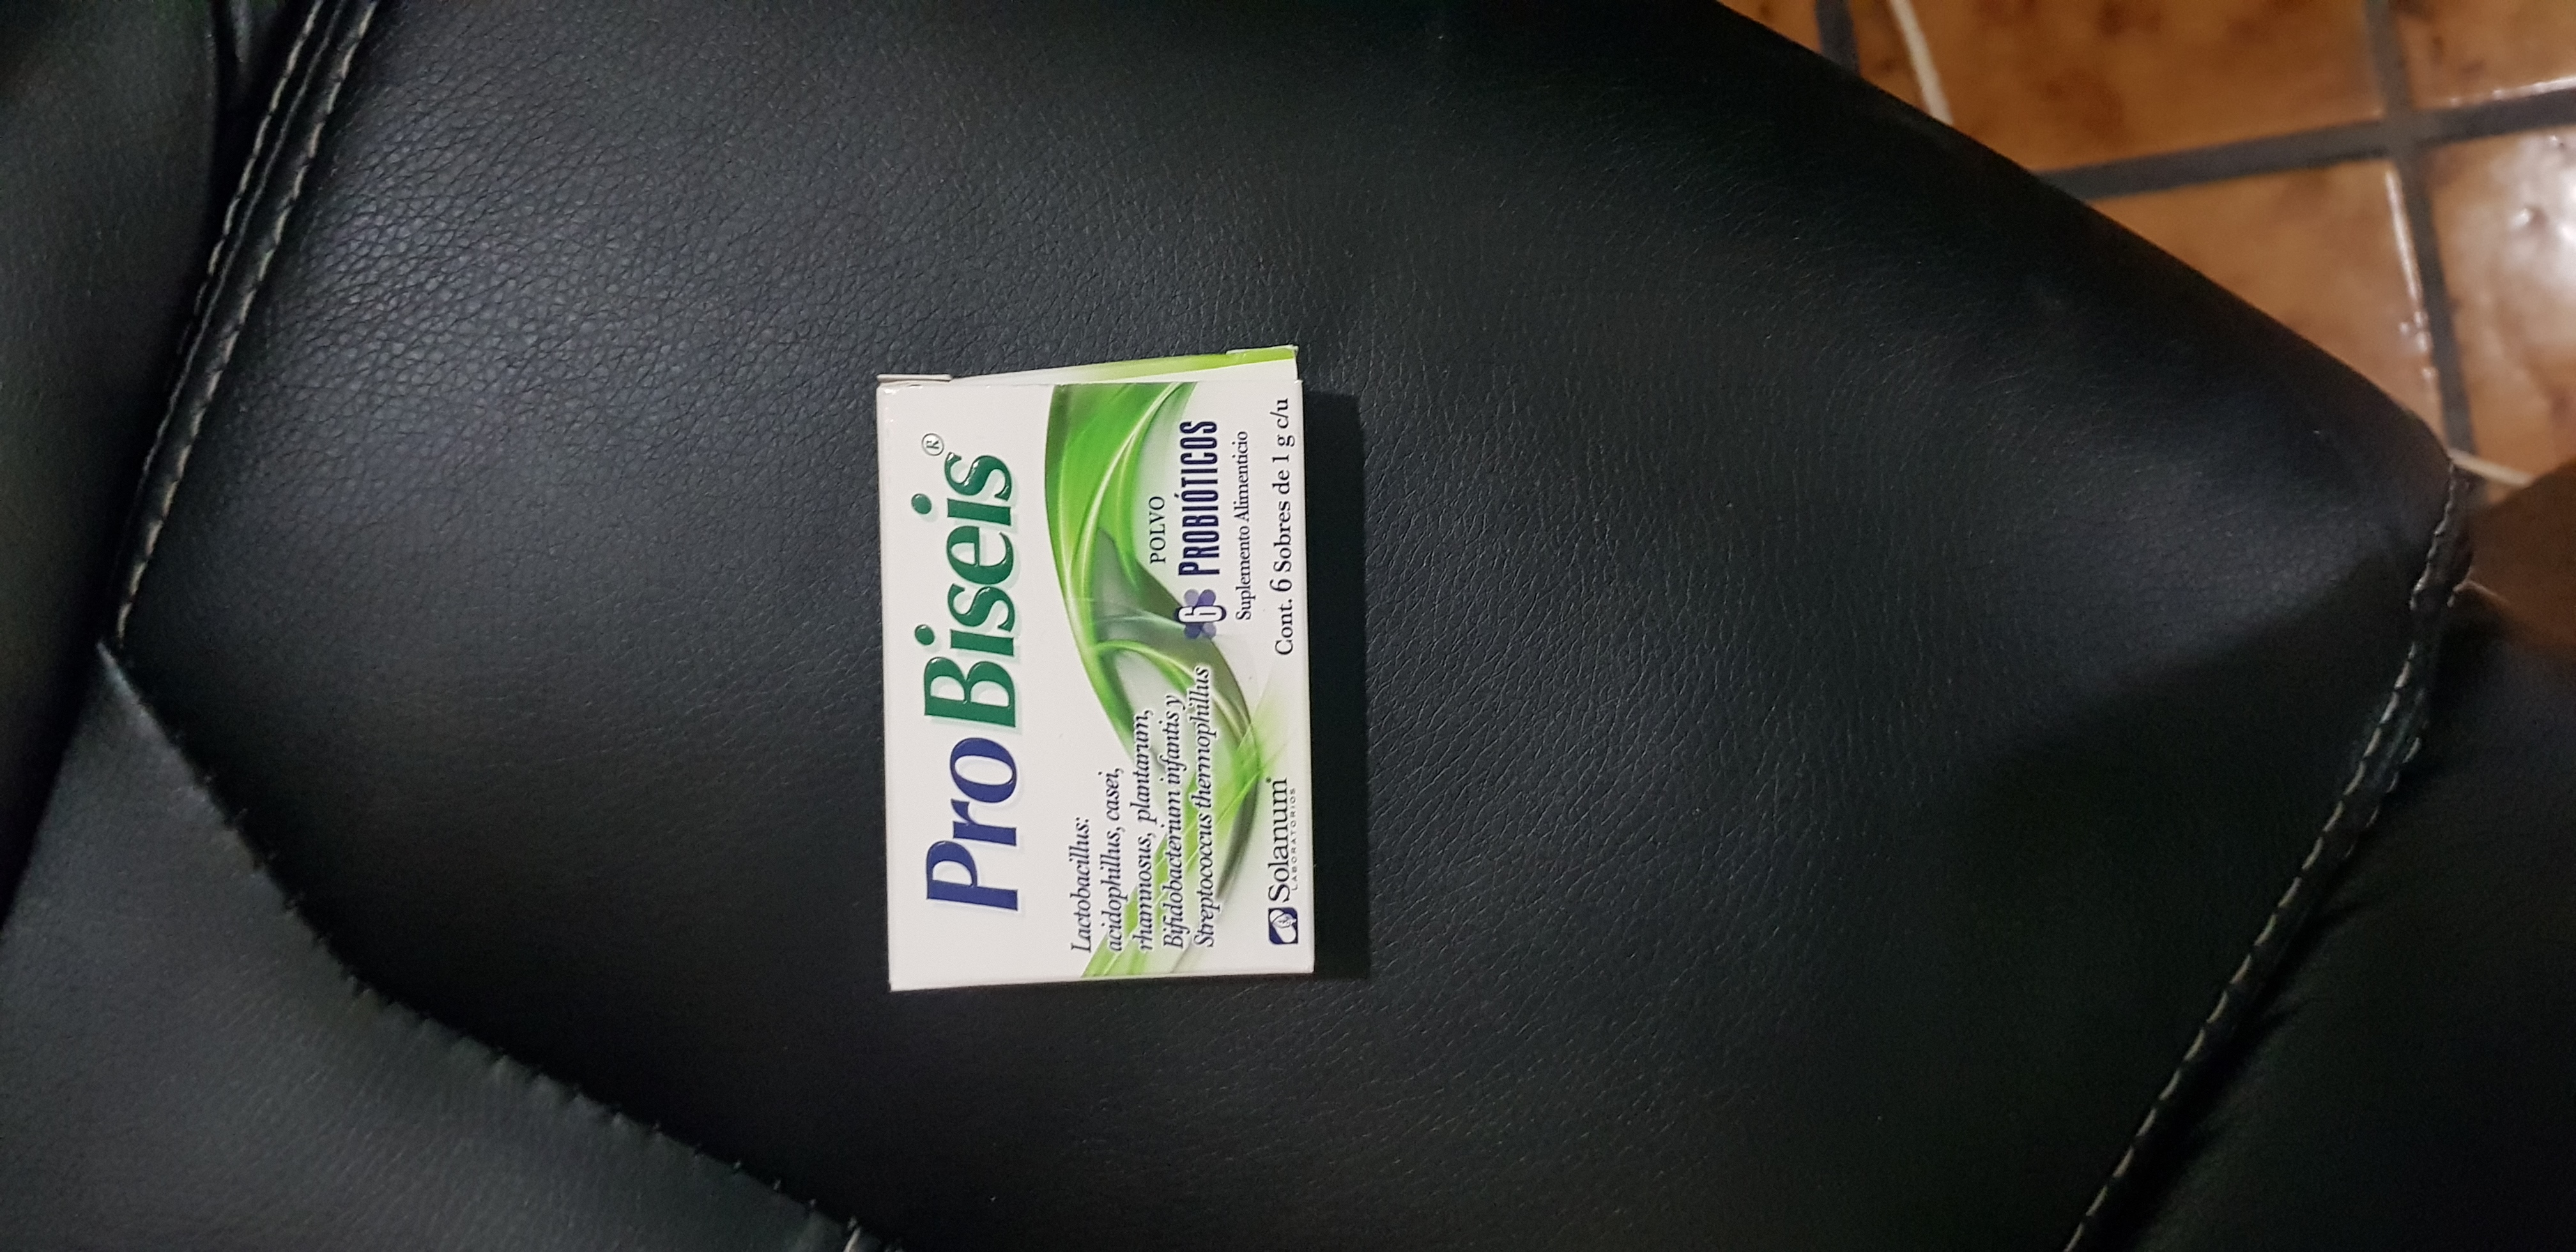 ProBiseis®
Lactobacillus:
acidophillus, casei,
rhamnosus, plantarum,
Bifidobacterium infantis y
Streptococcus thermophillus
POLVO
6 PROBIÓTICOS
Suplemento Alimenticio
Solanum®
LABORATORIOS
Cont. 6 Sobres de 1 g c/u